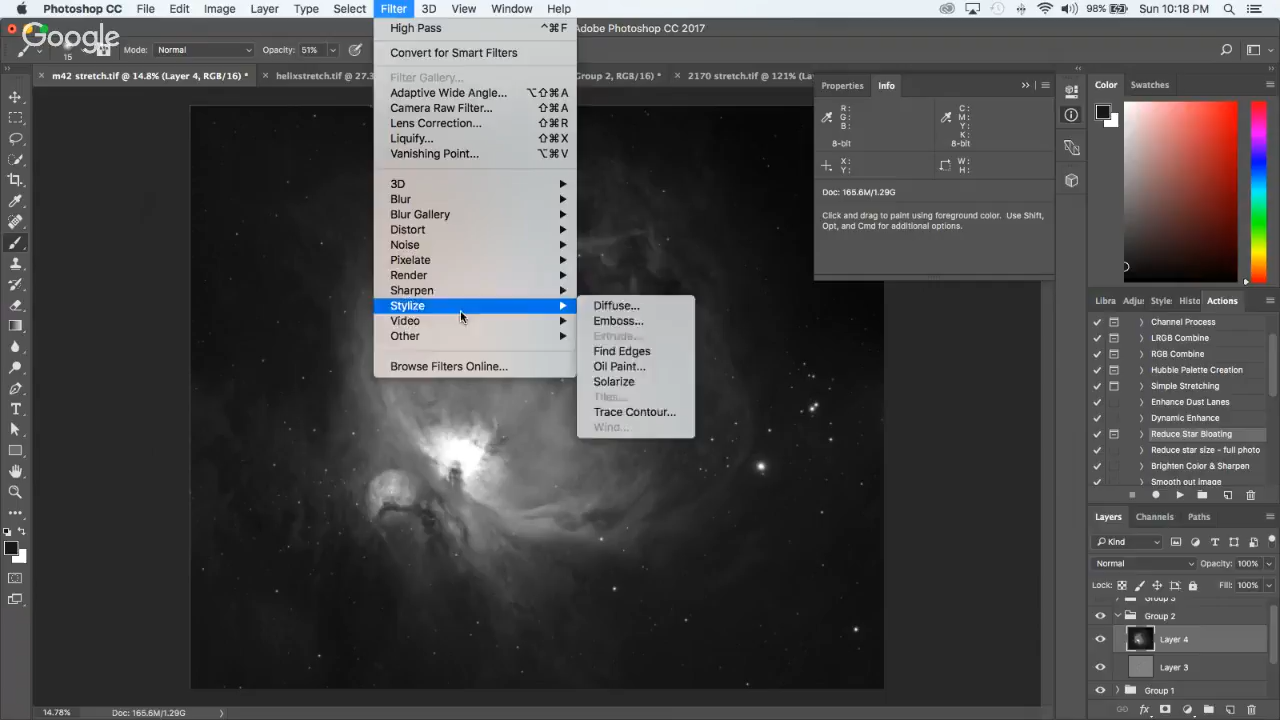 Photoshop CC File Edit Image Layer Type Select Filter 3D View Window Help 98% Sun 10:18 PM
Google
Adobe Photoshop CC 2017
15 Mode: Normal Opacity: 51%
m42 stretch.tif @ 14.8% (Layer 4, RGB/16) * helixstretch.tif @ 27.3 Group 2, RGB/16) * 2170 stretch.tif @ 121% (La
High Pass ^⌘F
Convert for Smart Filters
Filter Gallery...
Adaptive Wide Angle... ⌥⇧⌘A
Camera Raw Filter... ⇧⌘A
Lens Correction... ⇧⌘R
Liquify... ⇧⌘X
Vanishing Point... ⌥⌘V
3D
Blur
Blur Gallery
Distort
Noise
Pixelate
Render
Sharpen
Stylize
Video
Other
Browse Filters Online...
Diffuse...
Emboss...
Extrude...
Find Edges
Oil Paint...
Solarize
Tiles...
Trace Contour...
Wind...
Properties Info
R: C:
G: M:
B: Y:
K:
8-bit 8-bit
X: W:
Y: H:
Doc: 165.6M/1.29G
Click and drag to paint using foreground color. Use Shift,
Opt, and Cmd for additional options.
Color Swatches
Libra Adju Style Histo Actions
Channel Process
LRGB Combine
RGB Combine
Hubble Palette Creation
Simple Stretching
Enhance Dust Lanes
Dynamic Enhance
Reduce Star Bloating
Reduce star size - full photo
Brighten Color & Sharpen
Smooth out image
Layers Channels Paths
Kind
Normal Opacity: 100%
Lock: Fill: 100%
Group 3
Group 2
Layer 4
Layer 3
Group 1
fx
14.78% Doc: 165.6M/1.29G